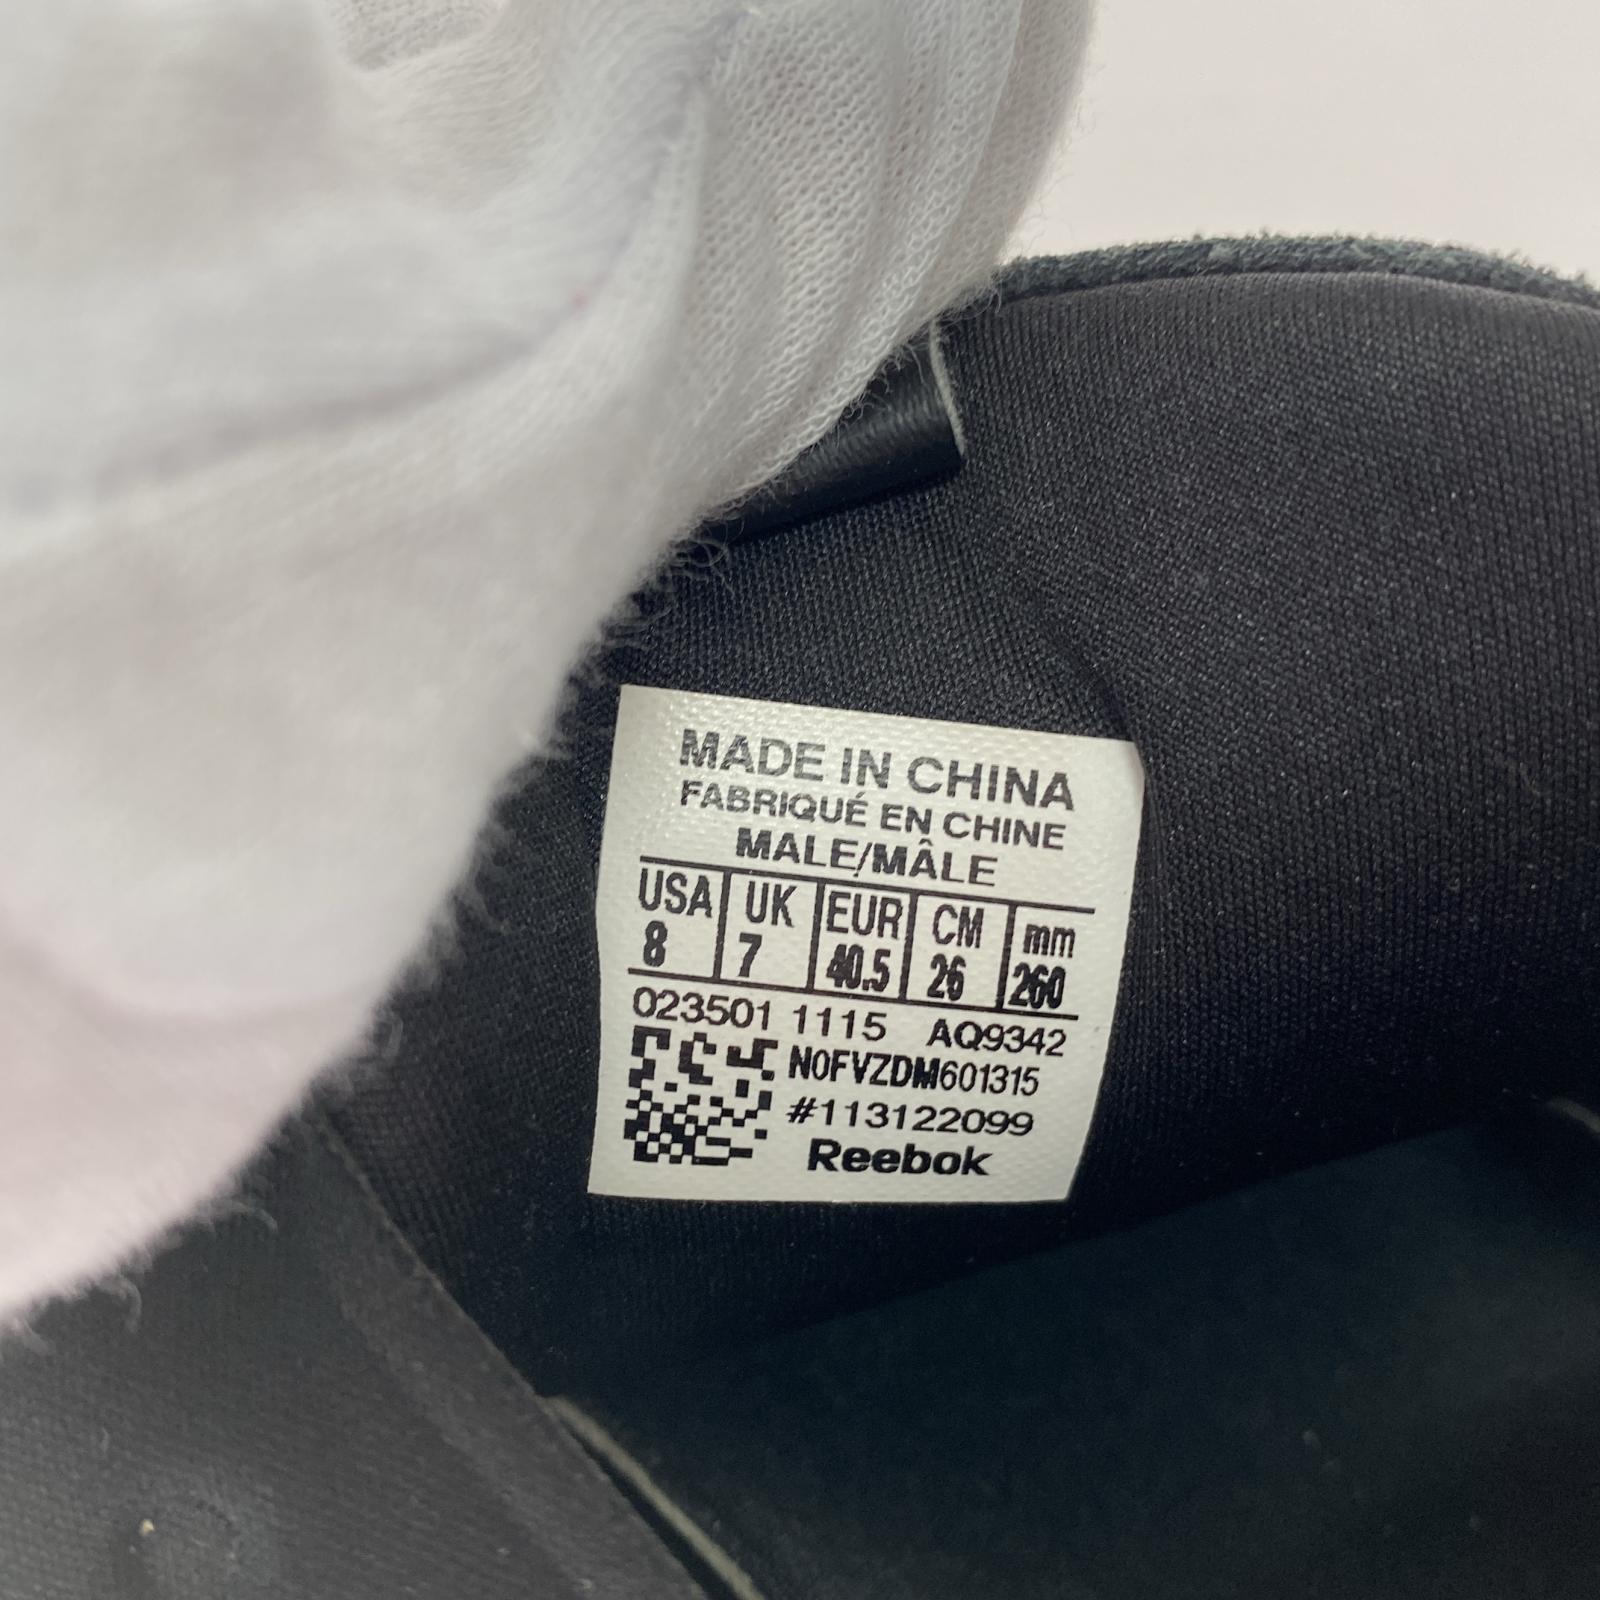 MADE IN CHINA
FABRIQUÉ EN CHINE
MALE/MÂLE
USA UK EUR CM mm
8 7 40.5 26 260
023501 1115 AQ9342
N0FVZDM601315
#113122099
Reebok